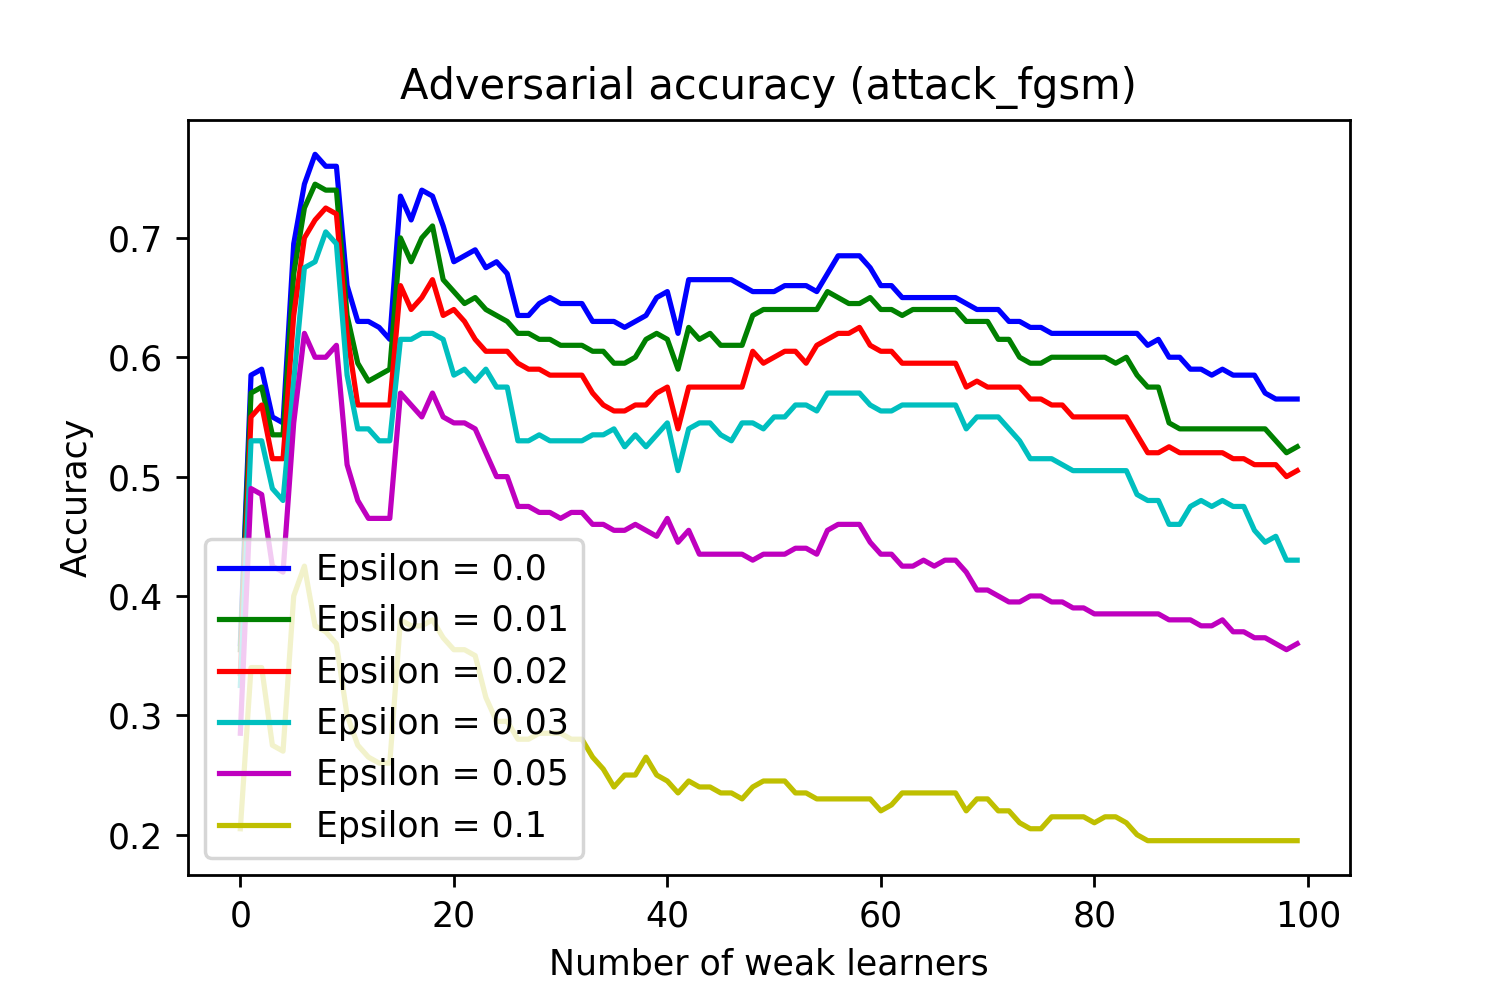 Adversarial accuracy (attack_fgsm)
Accuracy
0.7
0.6
0.5
0.4
0.3
0.2
Epsilon = 0.0
Epsilon = 0.01
Epsilon = 0.02
Epsilon = 0.03
Epsilon = 0.05
Epsilon = 0.1
0 20 40 60 80 100
Number of weak learners